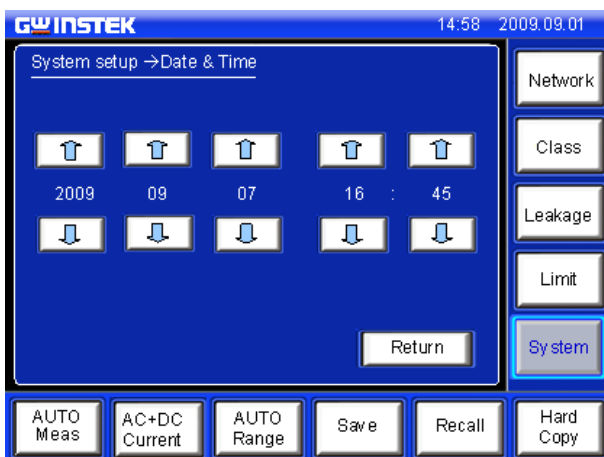 GWINSTEK 14:58 2009.09.01
System setup →Date & Time
2009 09 07 16 : 45
Return
Network
Class
Leakage
Limit
System
AUTO Meas
AC+DC Current
AUTO Range
Save
Recall
Hard Copy